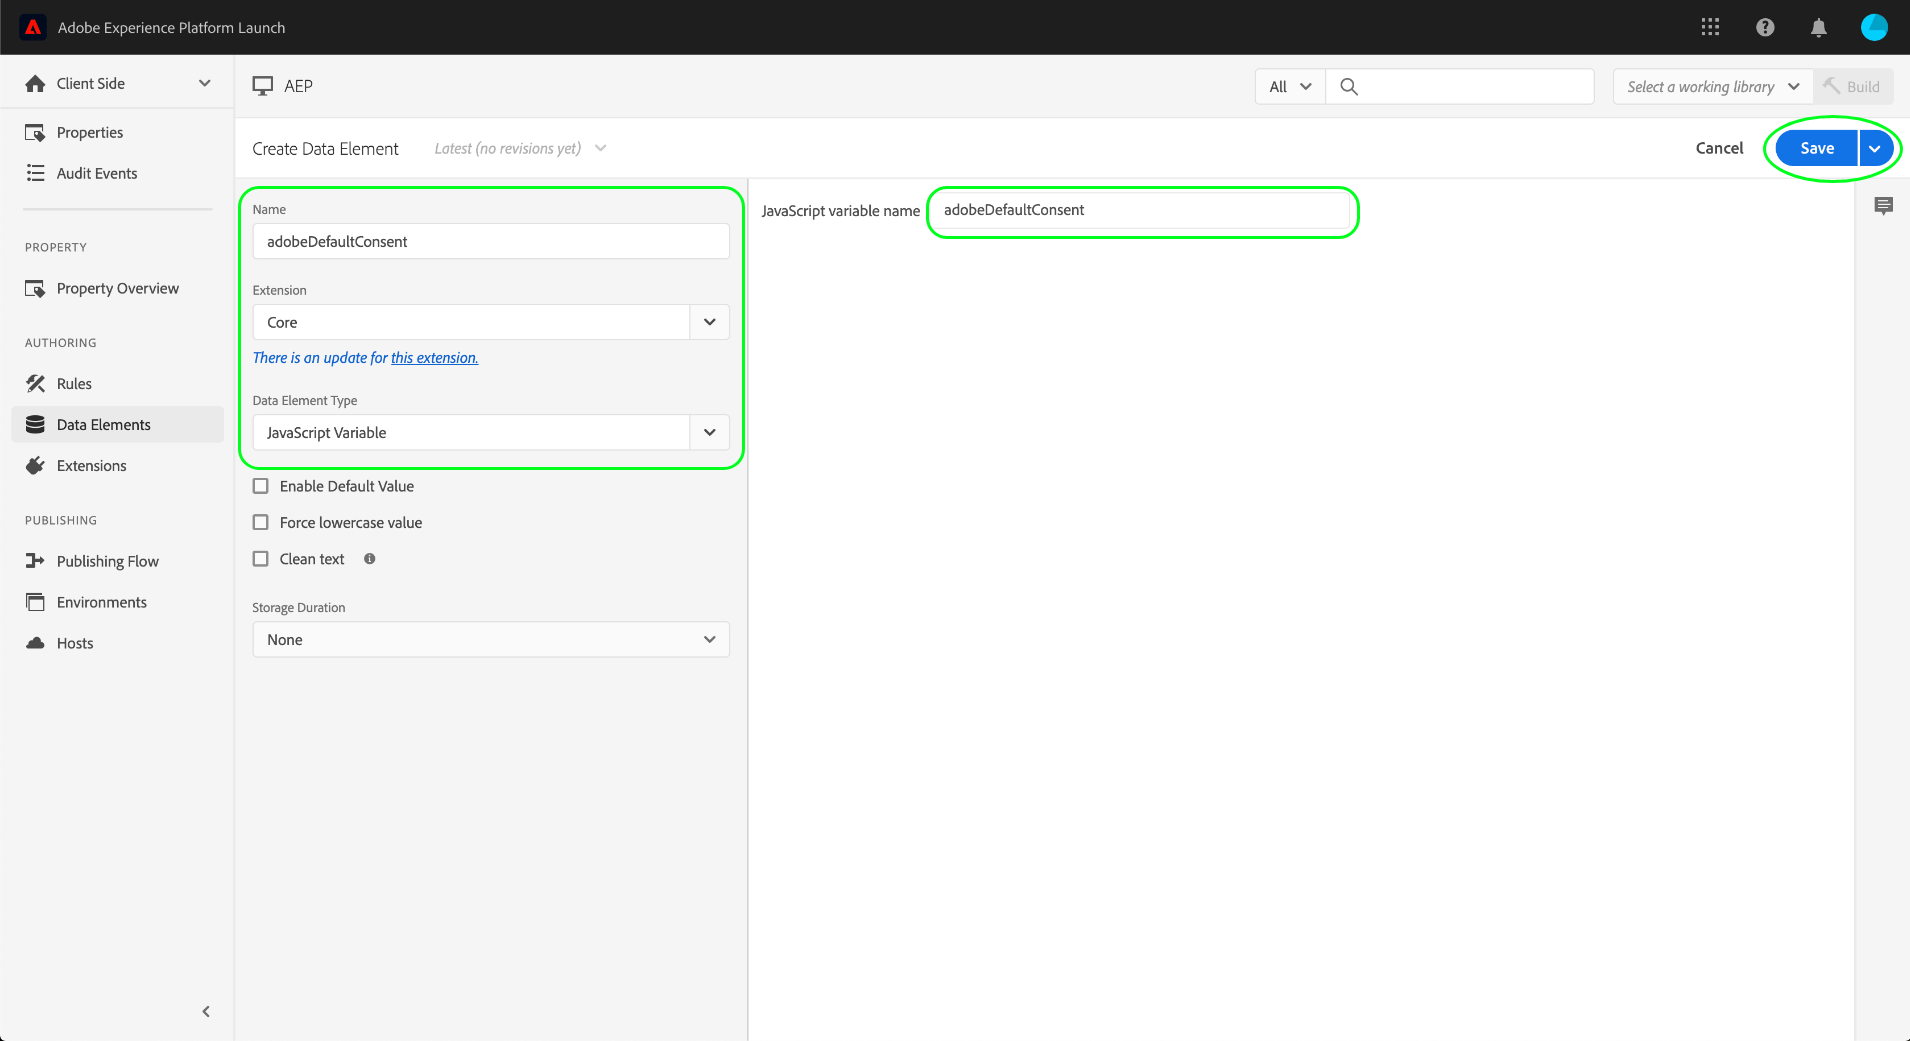 Adobe Experience Platform Launch
Client Side
AEP
All
Select a working library
Build
Properties
Audit Events
Create Data Element
Latest (no revisions yet)
Cancel
Save
PROPERTY
Property Overview
AUTHORING
Rules
Data Elements
Extensions
PUBLISHING
Publishing Flow
Environments
Hosts
Name
adobeDefaultConsent
Extension
Core
There is an update for this extension.
Data Element Type
JavaScript Variable
Enable Default Value
Force lowercase value
Clean text
Storage Duration
None
JavaScript variable name
adobeDefaultConsent